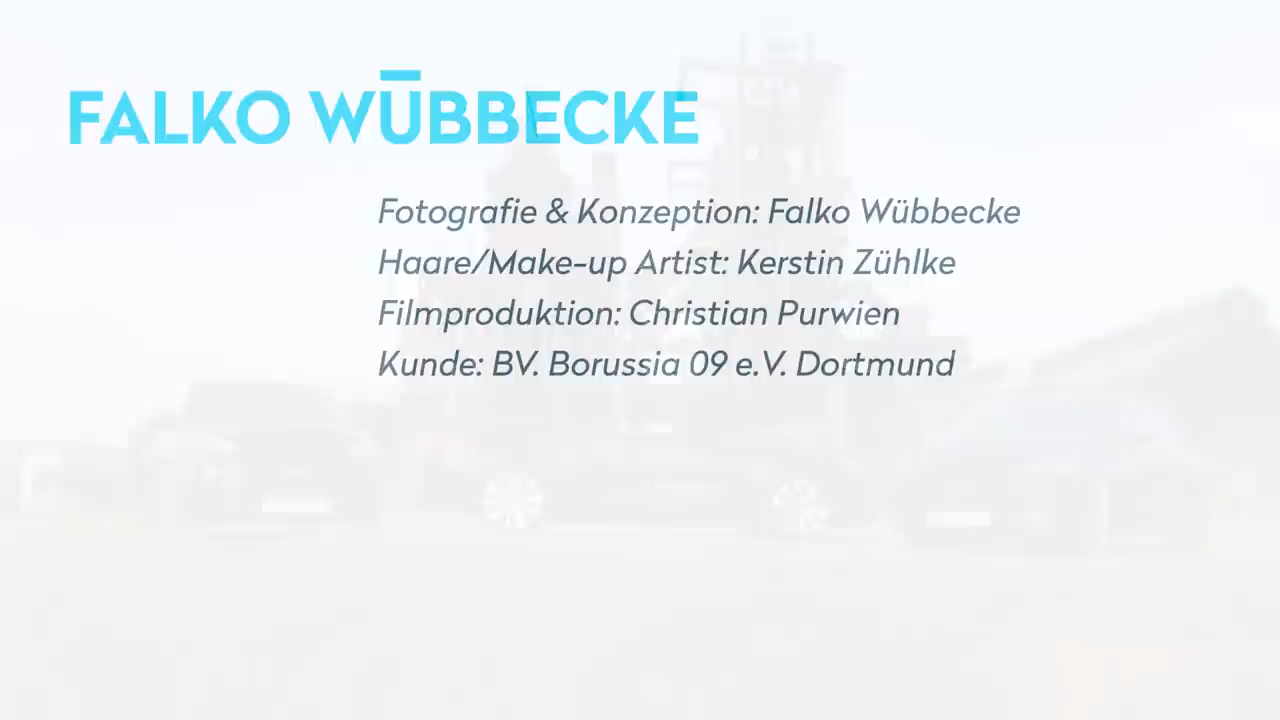 FALKO WÜBBECKE
Fotografie & Konzeption: Falko Wübbecke
Haare/Make-up Artist: Kerstin Zühlke
Filmproduktion: Christian Purwien
Kunde: BV. Borussia 09 e.V. Dortmund